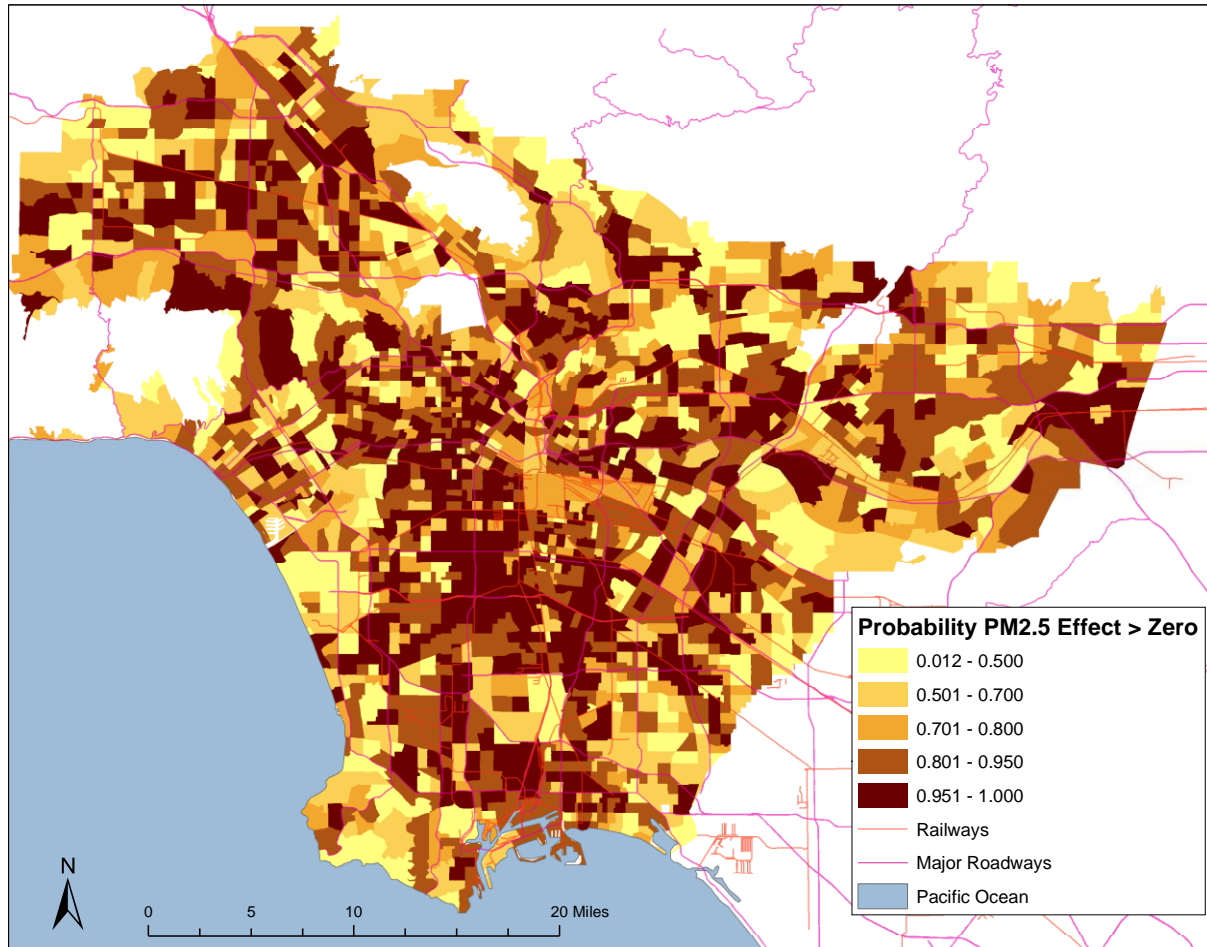 Probability PM2.5 Effect > Zero
0.012 - 0.500
0.501 - 0.700
0.701 - 0.800
0.801 - 0.950
0.951 - 1.000
Railways
Major Roadways
Pacific Ocean
N
0 5 10 20 Miles